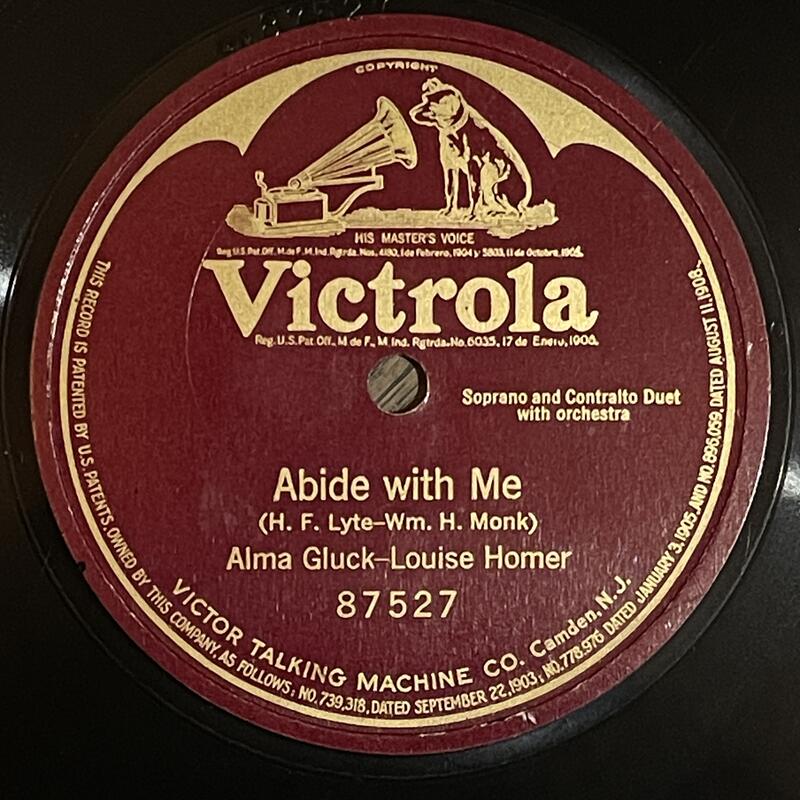 COPYRIGHT
HIS MASTER'S VOICE
Reg. U.S. Pat. Off., M. de F., M. Ind. Rgtrda. Nos. 4180, 1 de Febrero, 1904 y 5803, 11 de Octubre, 1905.
Victrola
Reg. U.S. Pat. Off., M de F., M. Ind. Rgtrda. No. 6035, 17 de Enero, 1908.
Soprano and Contralto Duet
with orchestra
Abide with Me
(H. F. Lyte–Wm. H. Monk)
Alma Gluck–Louise Homer
87527
VICTOR TALKING MACHINE CO. Camden, N.J.
THIS RECORD IS PATENTED BY U.S. PATENTS, OWNED BY THIS COMPANY, AS FOLLOWS: NO. 739,318, DATED SEPTEMBER 22, 1903; NO. 778,976 DATED JANUARY 3, 1905, AND NO. 896,059, DATED AUGUST 11, 1908.